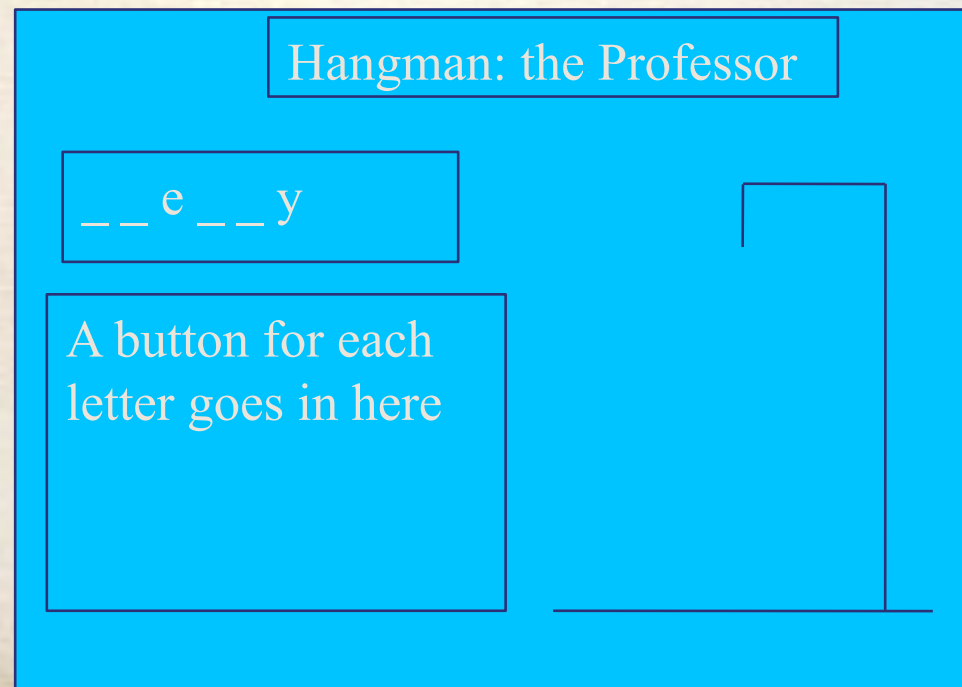 Hangman: the Professor
_ _ e _ _ y
A button for each
letter goes in here